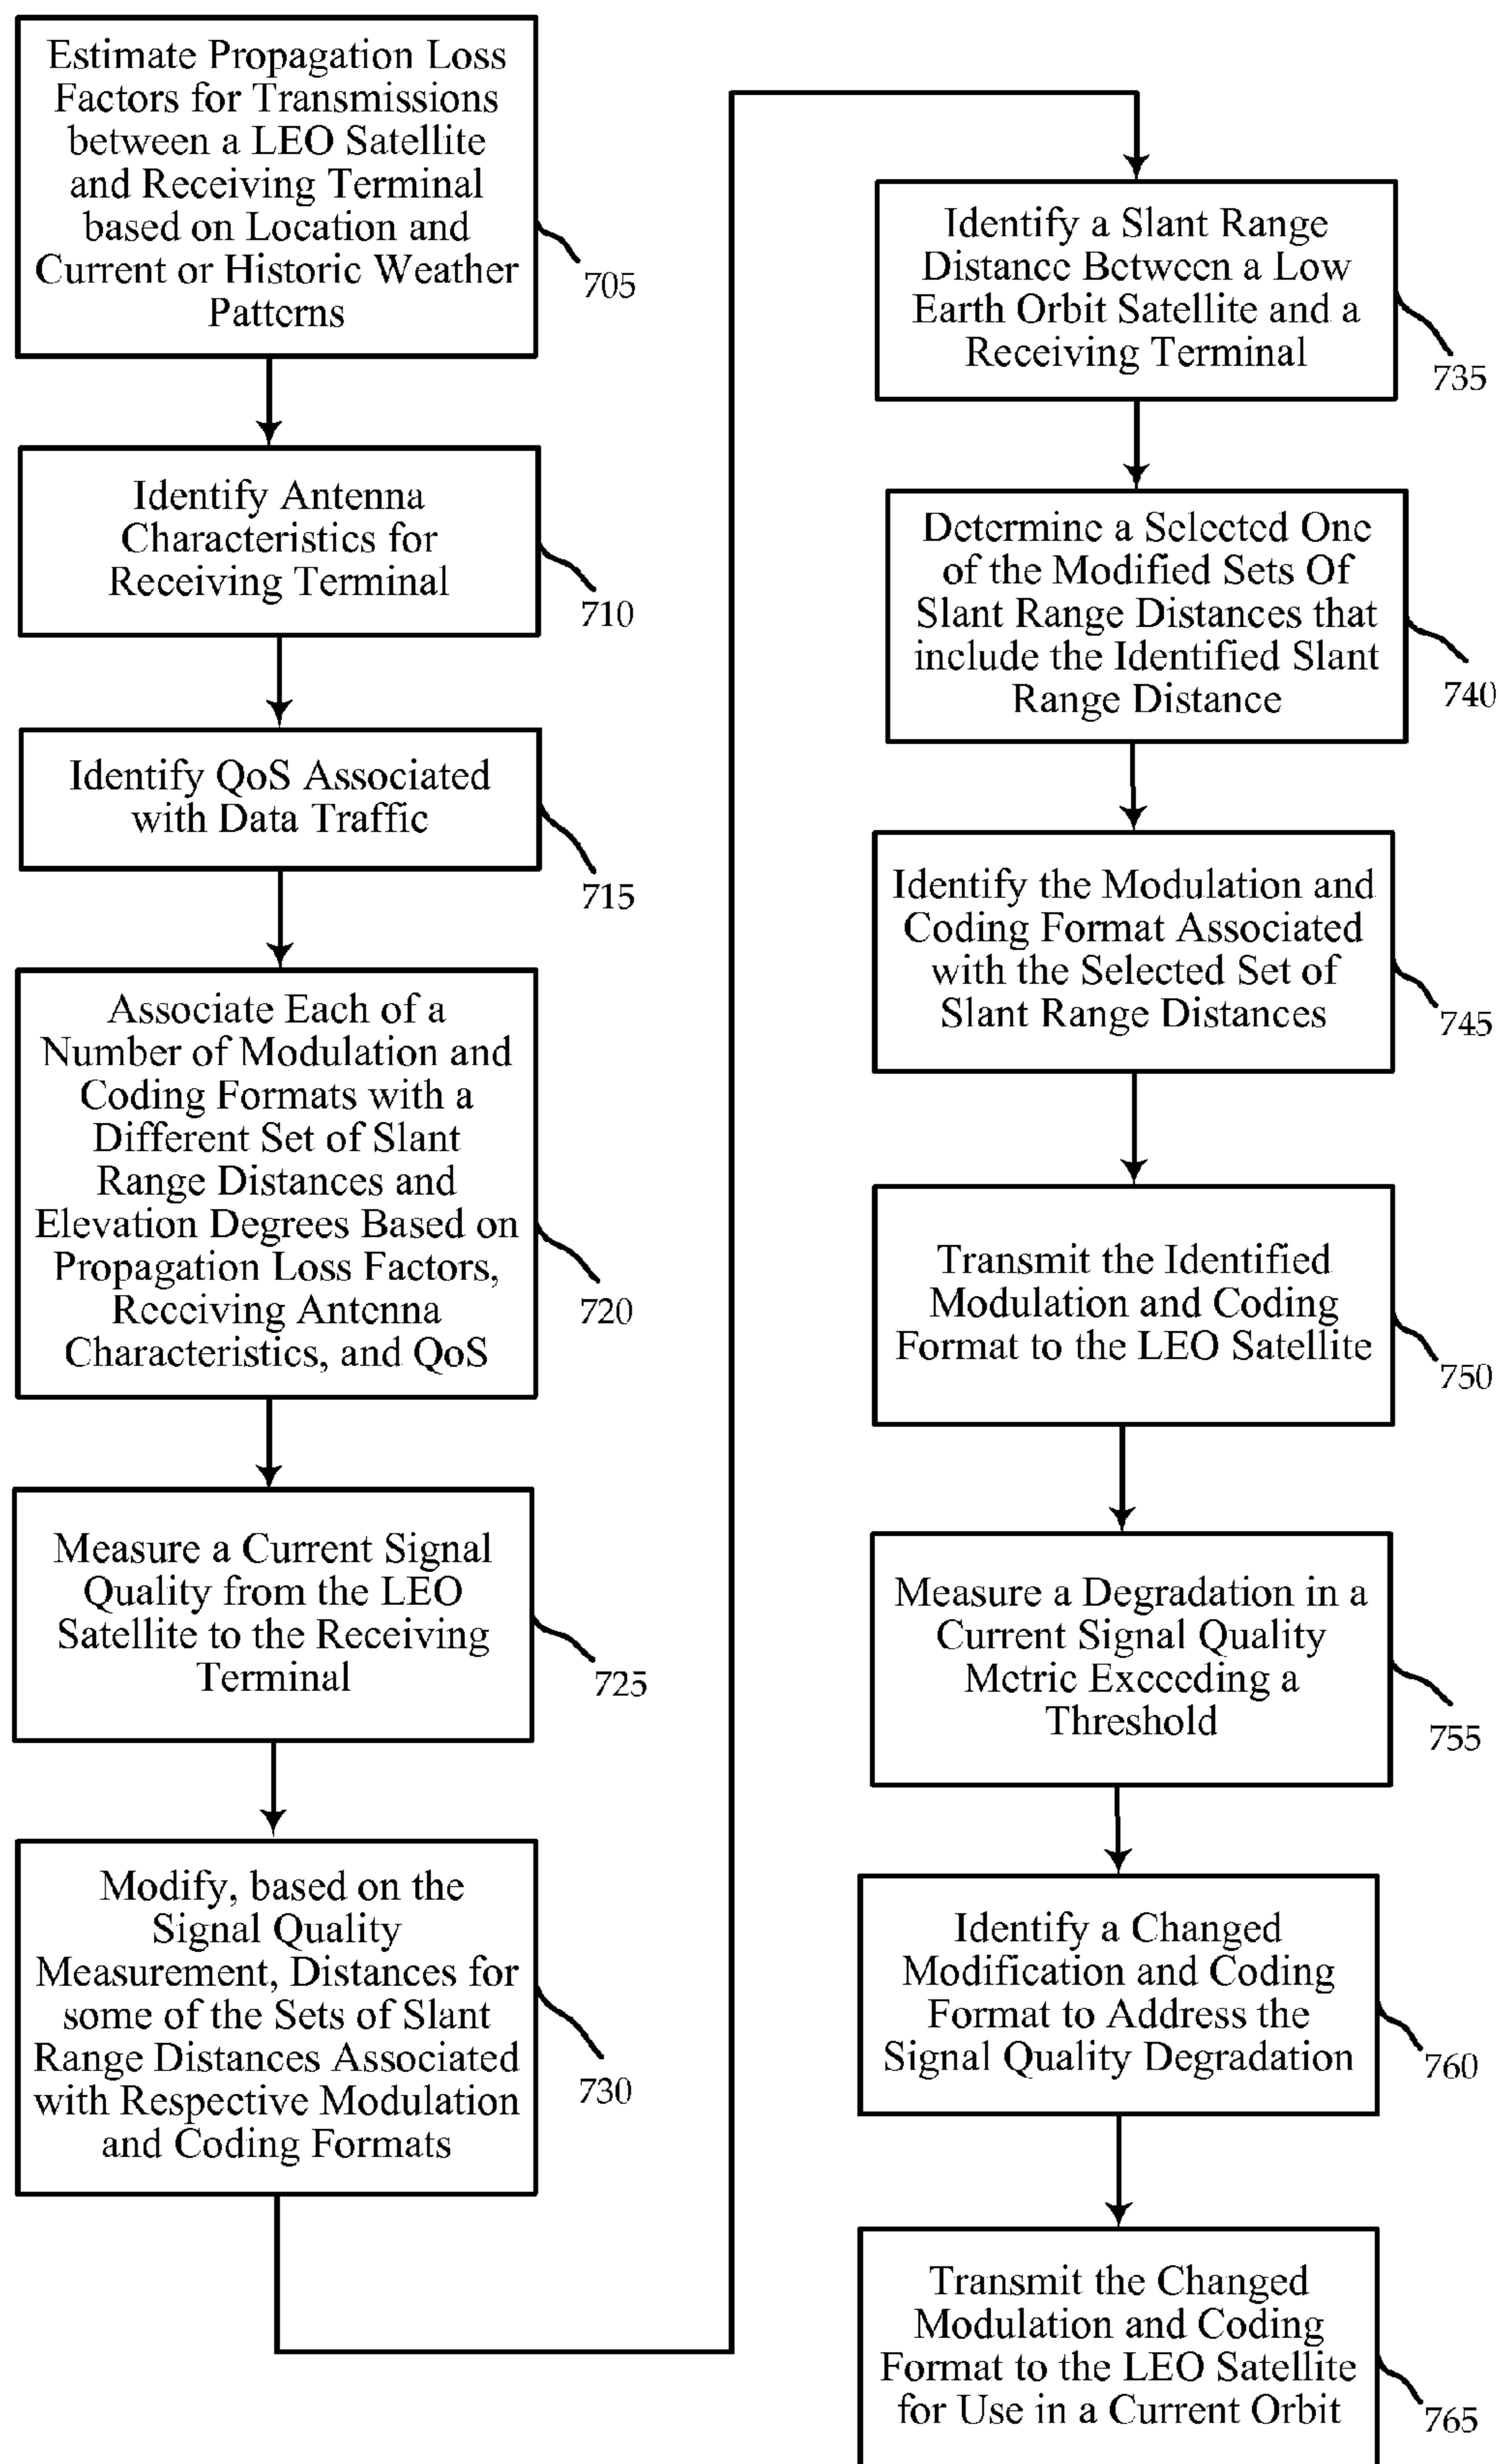 Estimate Propagation Loss
Factors for Transmissions
between a LEO Satellite
and Receiving Terminal
based on Location and
Current or Historic Weather
Patterns
705
Identify Antenna
Characteristics for
Receiving Terminal
710
Identify QoS Associated
with Data Traffic
715
Associate Each of a
Number of Modulation and
Coding Formats with a
Different Set of Slant
Range Distances and
Elevation Degrees Based on
Propagation Loss Factors,
Receiving Antenna
Characteristics, and QoS
720
Measure a Current Signal
Quality from the LEO
Satellite to the Receiving
Terminal
725
Modify, based on the
Signal Quality
Measurement, Distances for
some of the Sets of Slant
Range Distances Associated
with Respective Modulation
and Coding Formats
730
Identify a Slant Range
Distance Between a Low
Earth Orbit Satellite and a
Receiving Terminal
735
Determine a Selected One
of the Modified Sets Of
Slant Range Distances that
include the Identified Slant
Range Distance
740
Identify the Modulation and
Coding Format Associated
with the Selected Set of
Slant Range Distances
745
Transmit the Identified
Modulation and Coding
Format to the LEO Satellite
750
Measure a Degradation in a
Current Signal Quality
Metric Exceeding a
Threshold
755
Identify a Changed
Modification and Coding
Format to Address the
Signal Quality Degradation
760
Transmit the Changed
Modulation and Coding
Format to the LEO Satellite
for Use in a Current Orbit
765